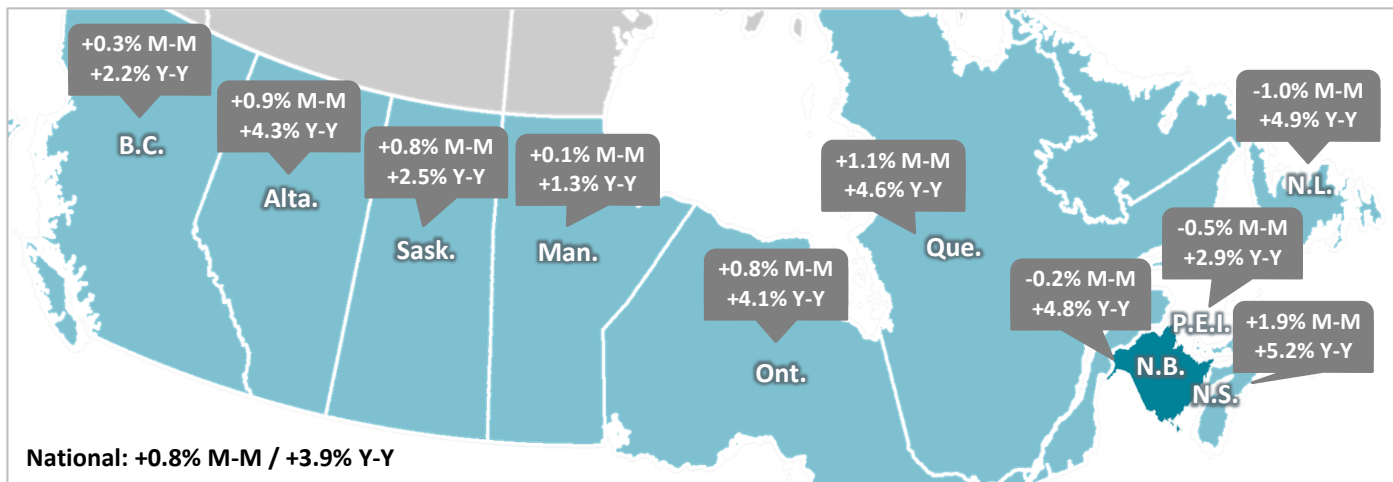 +0.3% M-M
+2.2% Y-Y
B.C.
+0.9% M-M
+4.3% Y-Y
Alta.
+0.8% M-M
+2.5% Y-Y
Sask.
+0.1% M-M
+1.3% Y-Y
Man.
+0.8% M-M
+4.1% Y-Y
Ont.
+1.1% M-M
+4.6% Y-Y
Que.
-1.0% M-M
+4.9% Y-Y
N.L.
-0.5% M-M
+2.9% Y-Y
P.E.I.
-0.2% M-M
+4.8% Y-Y
N.B.
+1.9% M-M
+5.2% Y-Y
N.S.
National: +0.8% M-M / +3.9% Y-Y